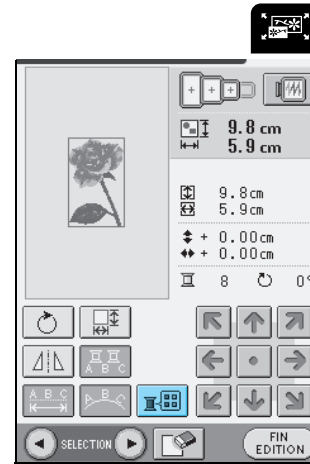 9.8 cm
5.9 cm
9.8cm
5.9cm
+ 0.00cm
+ 0.00cm
8 0°
A B
A B C
A B C
SELECTION
FIN
EDITION